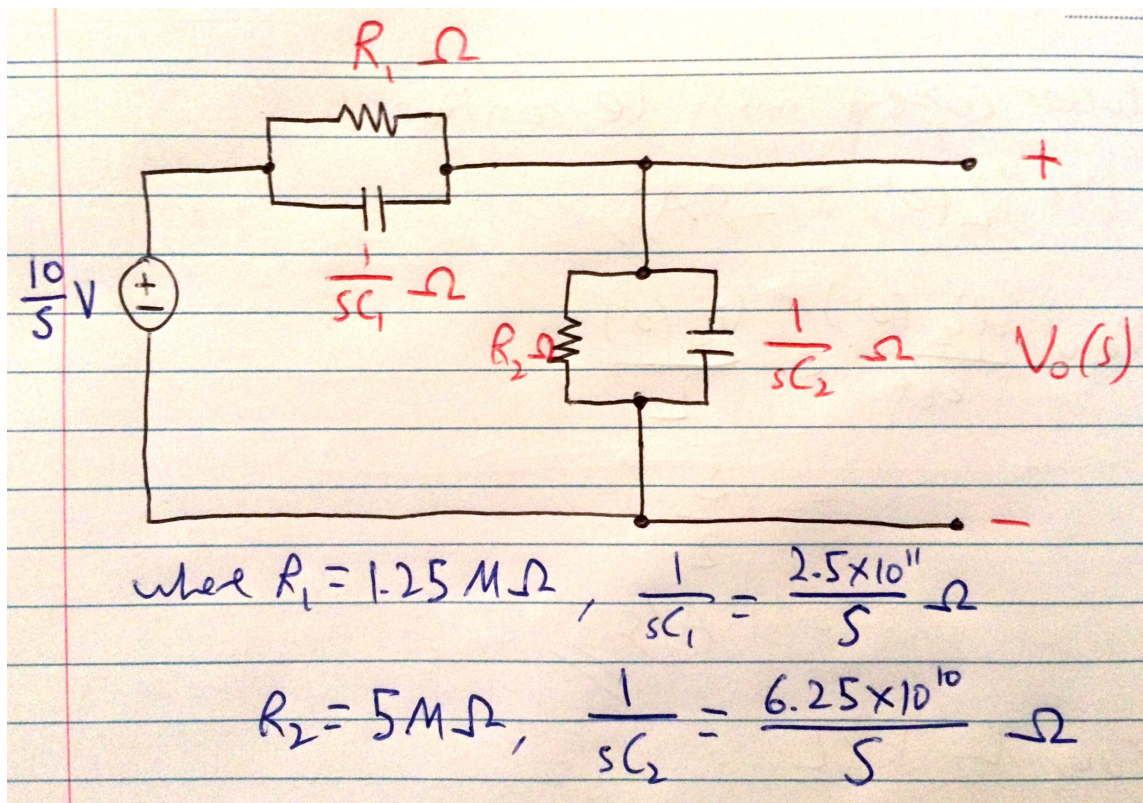 R₁ Ω
1/sC₁ Ω
10/s V
+
−
R₂ Ω
1/sC₂ Ω
V₀(s)
+
−
where R₁ = 1.25 MΩ, 1/sC₁ = 2.5×10¹¹/s Ω
R₂ = 5 MΩ, 1/sC₂ = 6.25×10¹⁰/s Ω